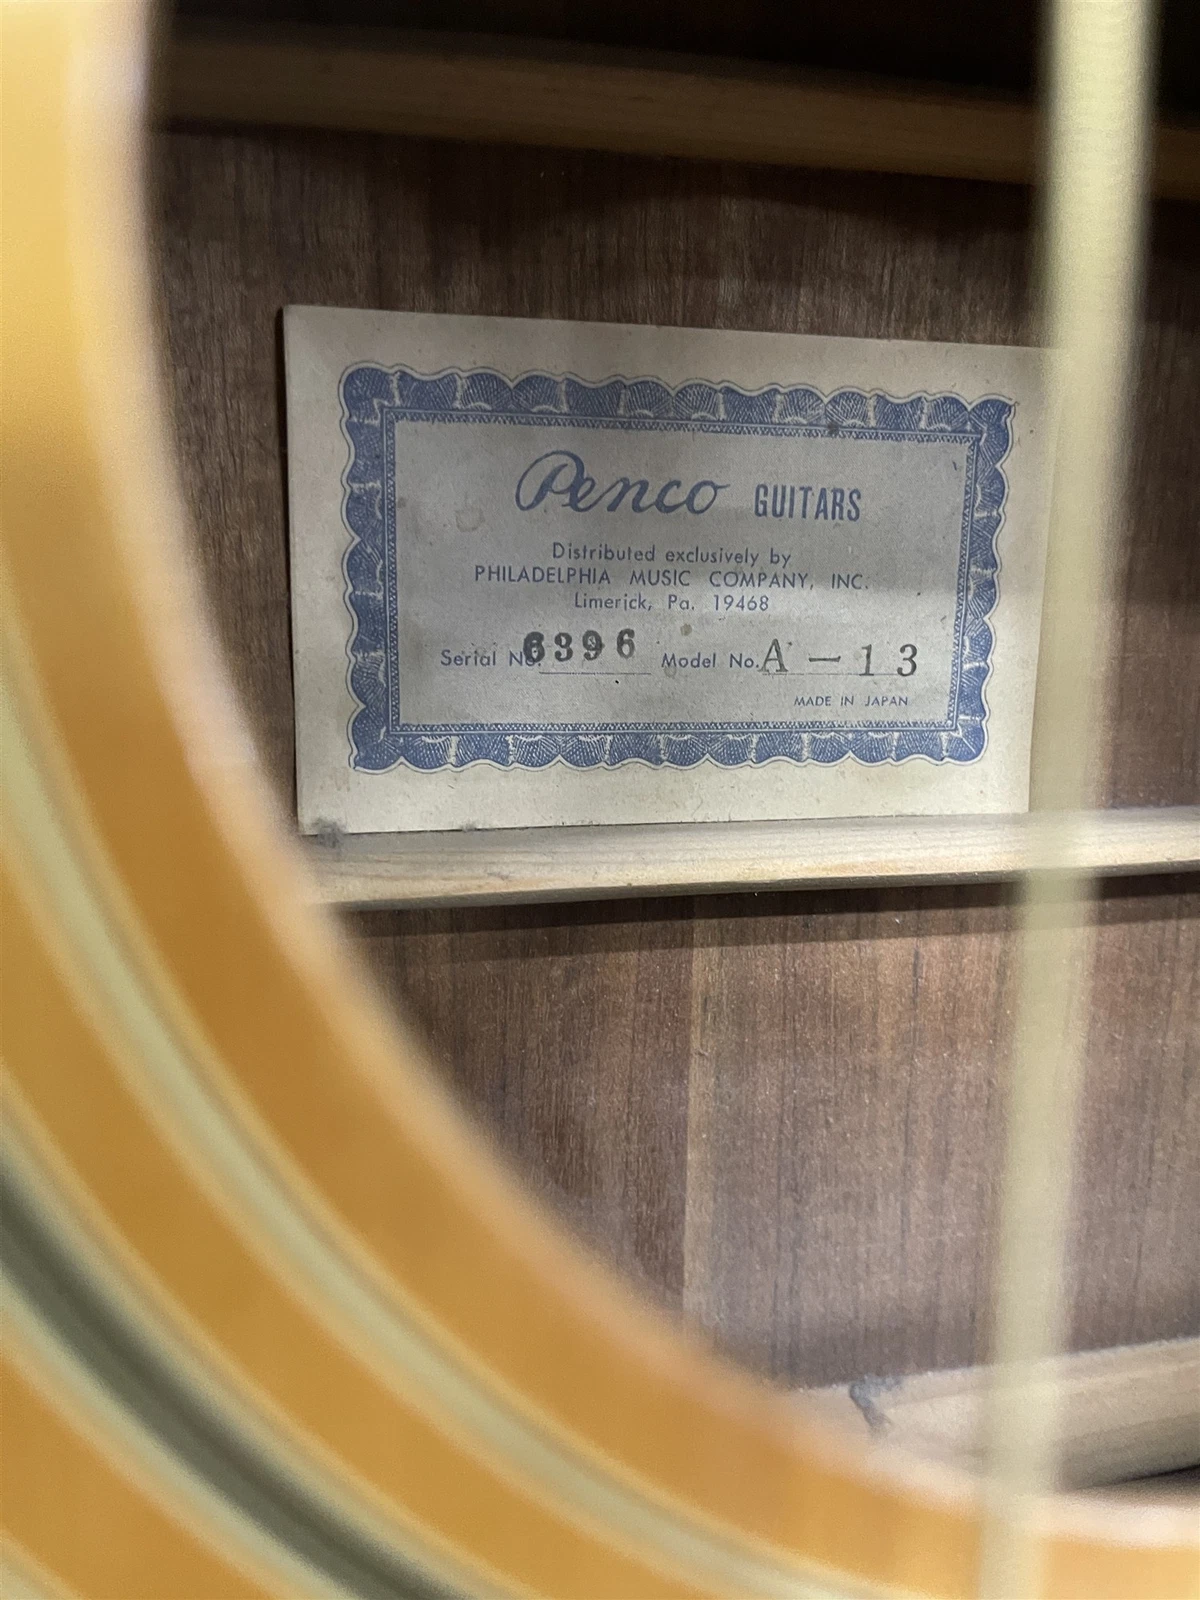 Penco GUITARS
Distributed exclusively by
PHILADELPHIA MUSIC COMPANY, INC.
Limerick, Pa. 19468
Serial No. 6396 Model No. A - 13
MADE IN JAPAN